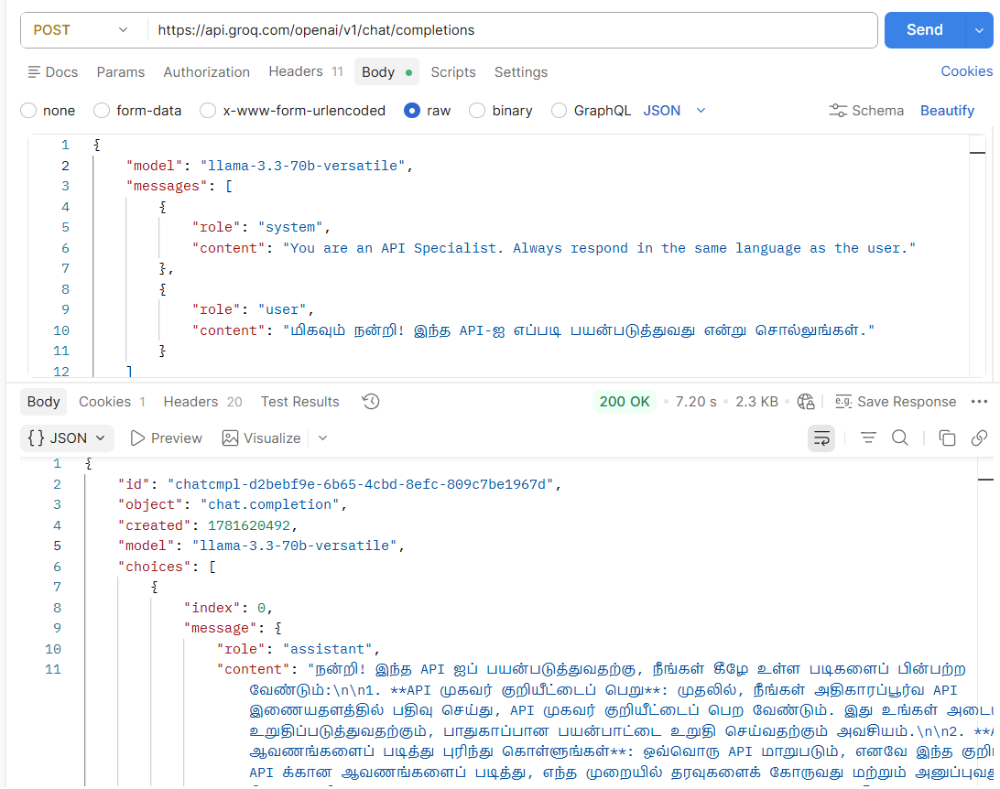 POST https://api.groq.com/openai/v1/chat/completions Send
Docs Params Authorization Headers 11 Body Scripts Settings Cookies
none form-data x-www-form-urlencoded raw binary GraphQL JSON Schema Beautify
1 {
2 "model": "llama-3.3-70b-versatile",
3 "messages": [
4 {
5 "role": "system",
6 "content": "You are an API Specialist. Always respond in the same language as the user."
7 },
8 {
9 "role": "user",
10 "content": "மிகவும் நன்றி! இந்த API-ஐ எப்படி பயன்படுத்துவது என்று சொல்லுங்கள்."
11 }
12 ]
Body Cookies 1 Headers 20 Test Results 200 OK • 7.20 s • 2.3 KB • e.g. Save Response
{} JSON Preview Visualize
1 {
2 "id": "chatcmpl-d2bebf9e-6b65-4cbd-8efc-809c7be1967d",
3 "object": "chat.completion",
4 "created": 1781620492,
5 "model": "llama-3.3-70b-versatile",
6 "choices": [
7 {
8 "index": 0,
9 "message": {
10 "role": "assistant",
11 "content": "நன்றி! இந்த API ஐப் பயன்படுத்துவதற்கு, நீங்கள் கீழே உள்ள படிகளைப் பின்பற்ற
வேண்டும்:\n\n1. **API முகவர் குறியீட்டைப் பெறு**: முதலில், நீங்கள் அதிகாரப்பூர்வ API
இணையதளத்தில் பதிவு செய்து, API முகவர் குறியீட்டைப் பெற வேண்டும். இது உங்கள்
உறுதிப்படுத்துவதற்கும், பாதுகாப்பான பயன்பாட்டை உறுதி செய்வதற்கும் அவசியம்.\n\n2. **
ஆவணங்களைப் படித்து புரிந்து கொள்ளுங்கள்**: ஒவ்வொரு API மாறுபடும், எனவே இந்த
API க்கான ஆவணங்களைப் படித்து, எந்த முறையில் தரவுகளைக் கோருவது மற்றும்